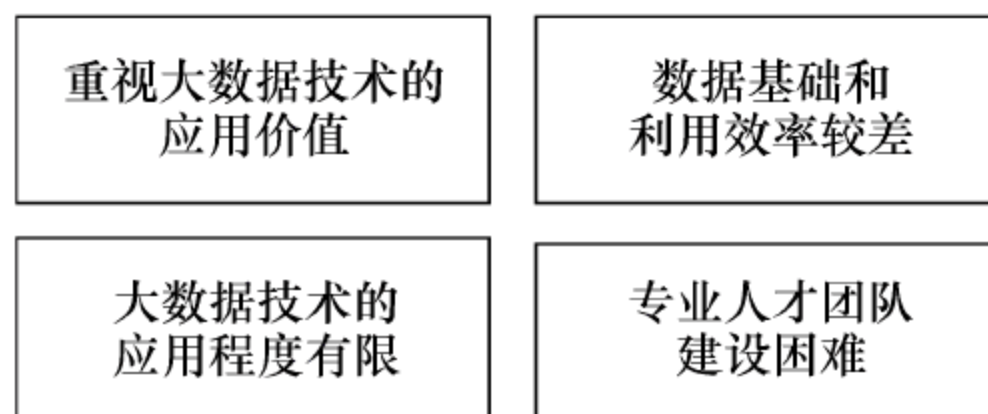 重视大数据技术的
应用价值
数据基础和
利用效率较差
大数据技术的
应用程度有限
专业人才团队
建设困难